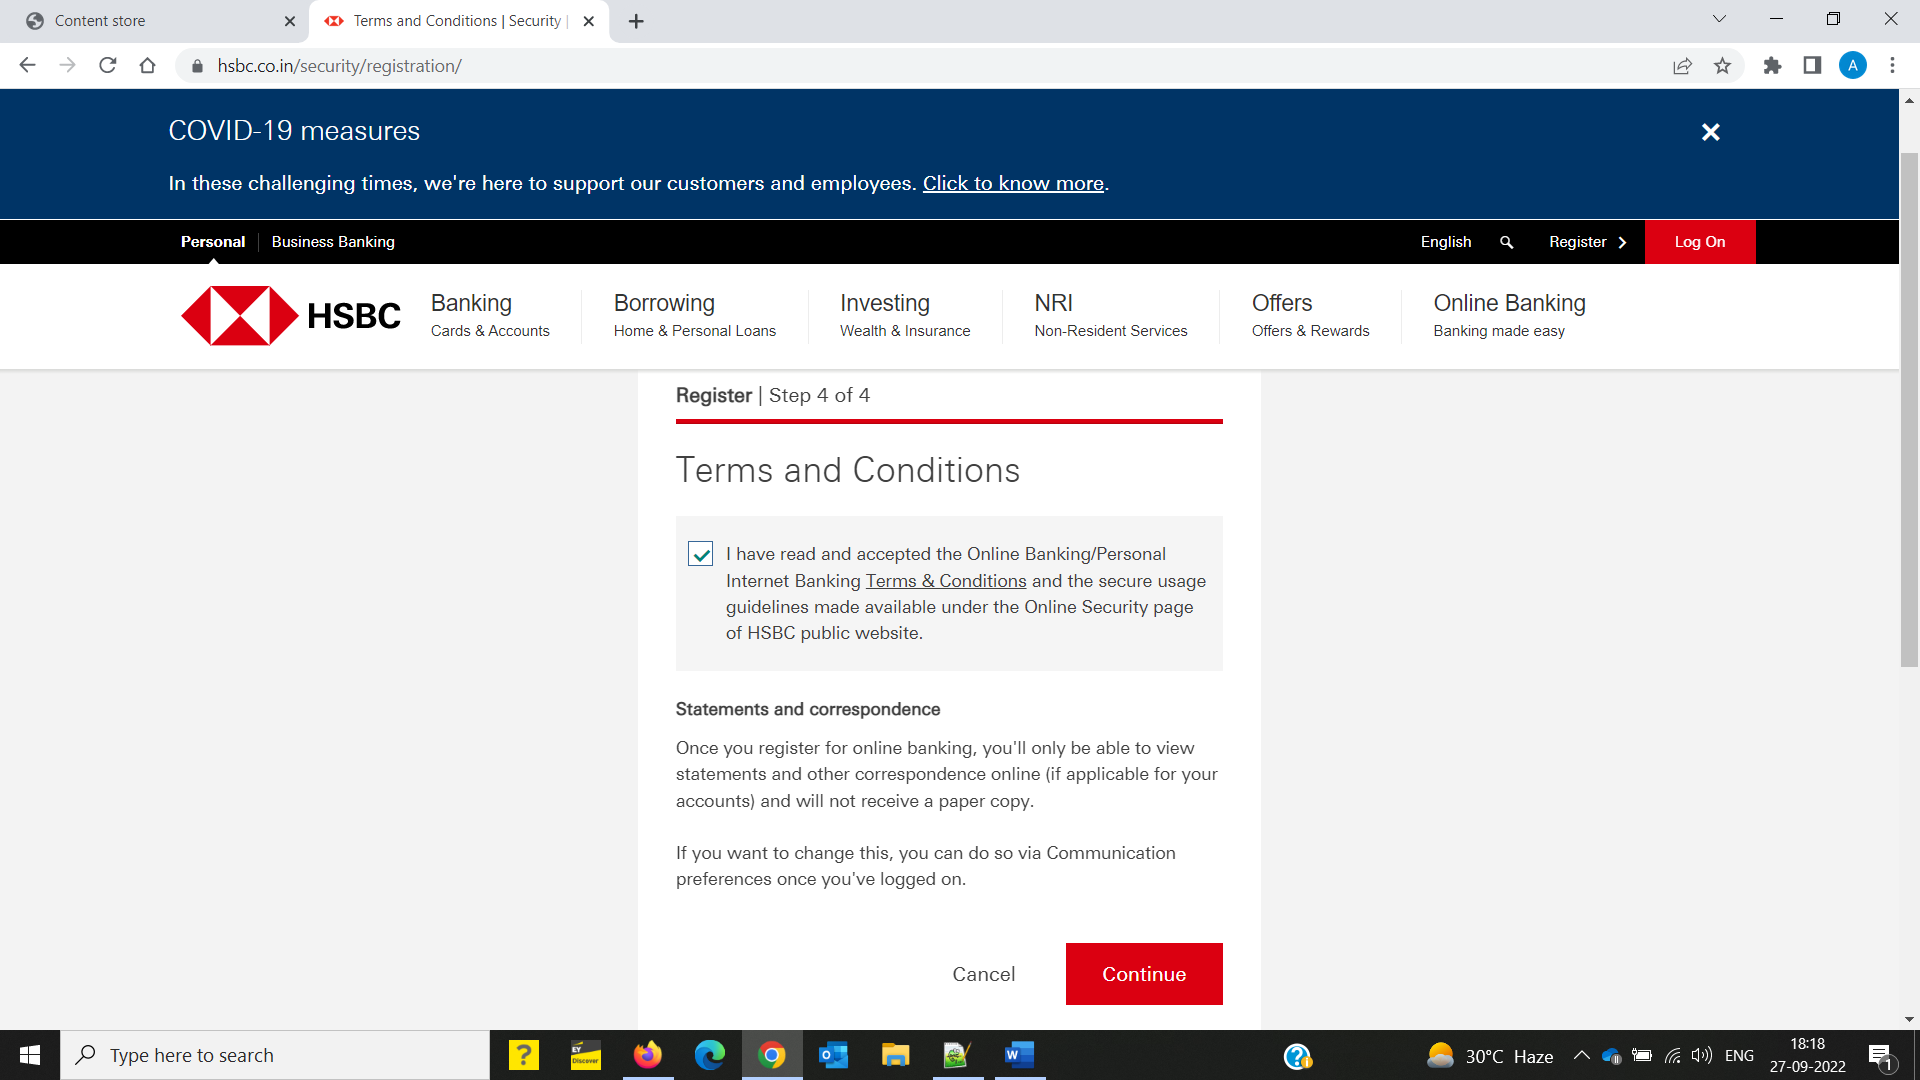 Content store
Terms and Conditions | Security |
hsbc.co.in/security/registration/
A
COVID-19 measures
In these challenging times, we're here to support our customers and employees. Click to know more.
Personal
Business Banking
English
Register
Log On
HSBC
Banking
Cards & Accounts
Borrowing
Home & Personal Loans
Investing
Wealth & Insurance
NRI
Non-Resident Services
Offers
Offers & Rewards
Online Banking
Banking made easy
Register | Step 4 of 4
Terms and Conditions
I have read and accepted the Online Banking/Personal
Internet Banking Terms & Conditions and the secure usage
guidelines made available under the Online Security page
of HSBC public website.
Statements and correspondence
Once you register for online banking, you'll only be able to view
statements and other correspondence online (if applicable for your
accounts) and will not receive a paper copy.
If you want to change this, you can do so via Communication
preferences once you've logged on.
Cancel
Continue
Type here to search
?
EY
Discover
W
30°C Haze
ENG
18:18
27-09-2022
1